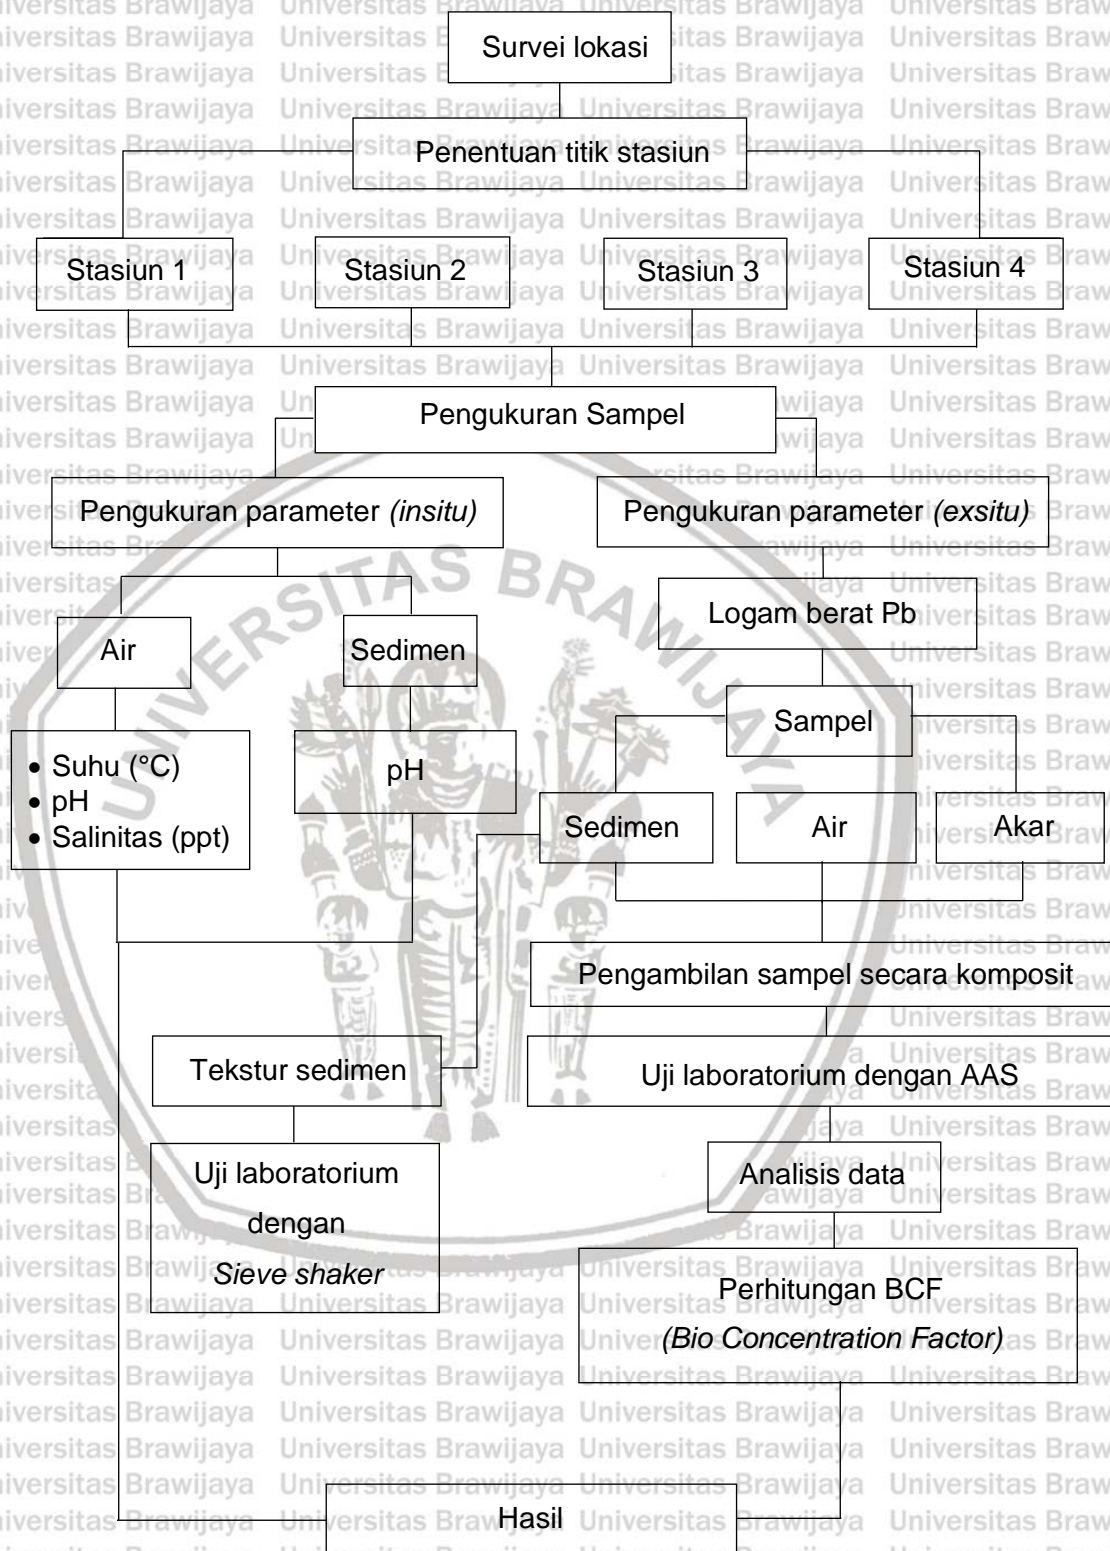 Survei lokasi
Penentuan titik stasiun
Stasiun 1
Stasiun 2
Stasiun 3
Stasiun 4
Pengukuran Sampel
Pengukuran parameter (insitu)
Pengukuran parameter (exsitu)
Air
Sedimen
Logam berat Pb
Sampel
• Suhu (°C)
• pH
• Salinitas (ppt)
pH
Sedimen
Air
Akar
Pengambilan sampel secara komposit
Tekstur sedimen
Uji laboratorium dengan AAS
Uji laboratorium
dengan
Sieve shaker
Analisis data
Perhitungan BCF
(Bio Concentration Factor)
Hasil
UNIVERSITAS BRAWIJAYA